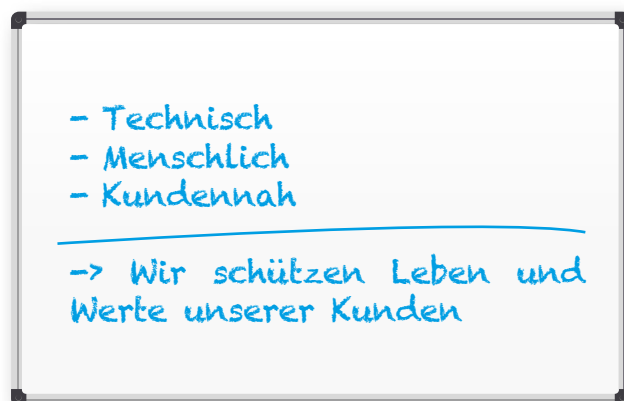 - Technisch
- Menschlich
- Kundennah
-> Wir schützen Leben und
Werte unserer Kunden